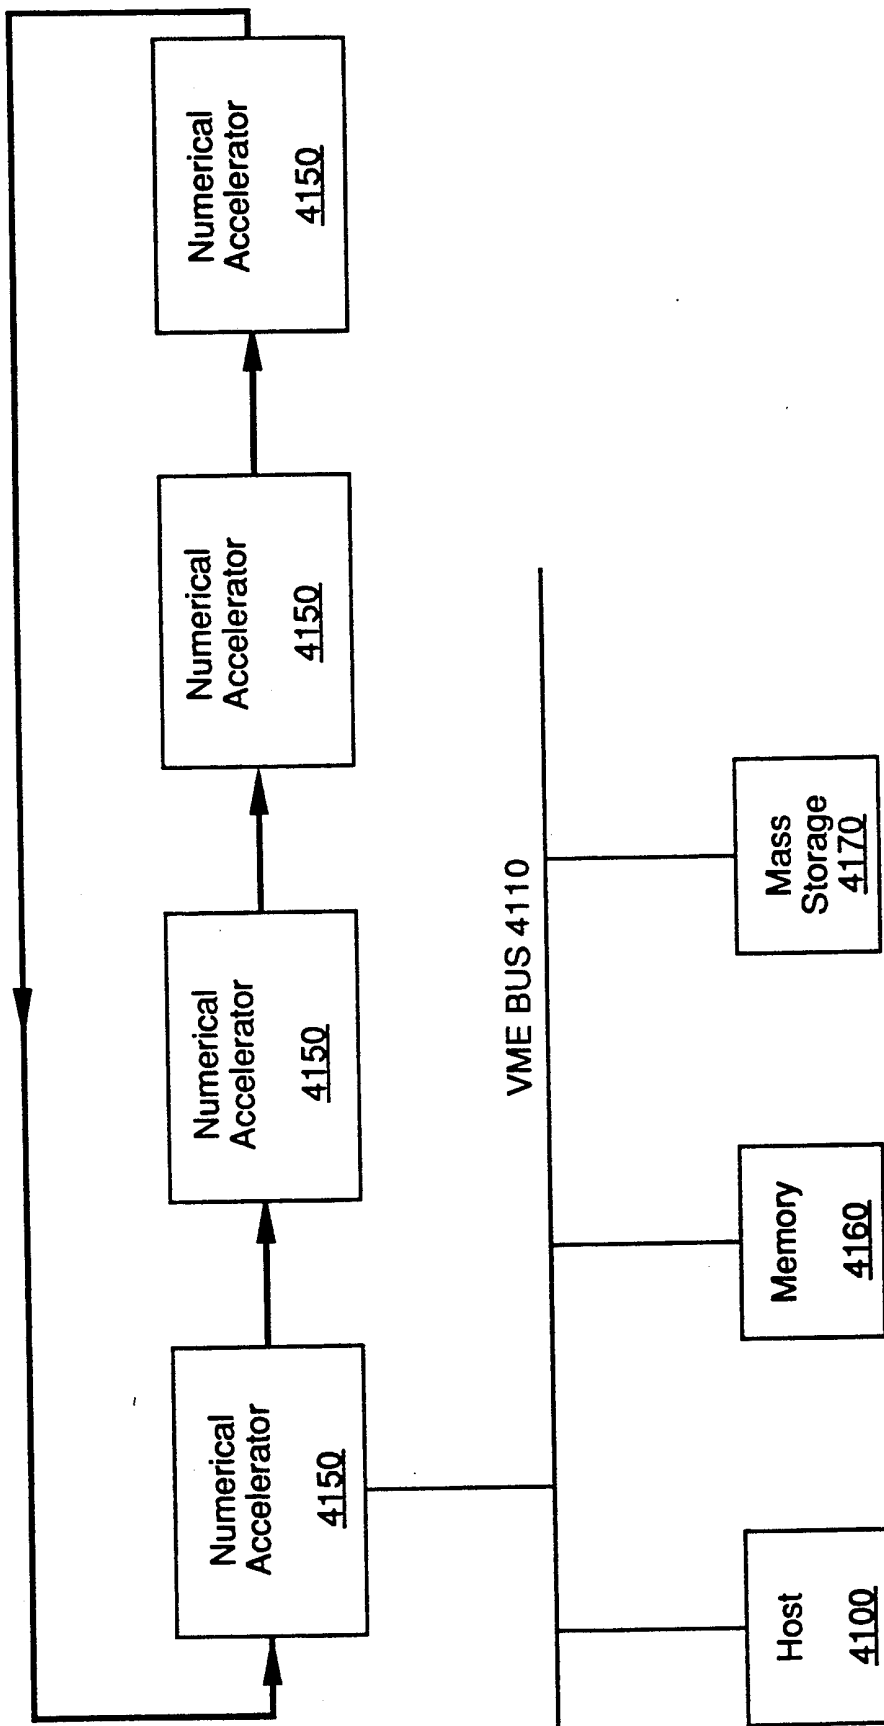 Numerical
Accelerator
4150
Numerical
Accelerator
4150
Numerical
Accelerator
4150
Numerical
Accelerator
4150
VME BUS 4110
Host
4100
Memory
4160
Mass
Storage
4170